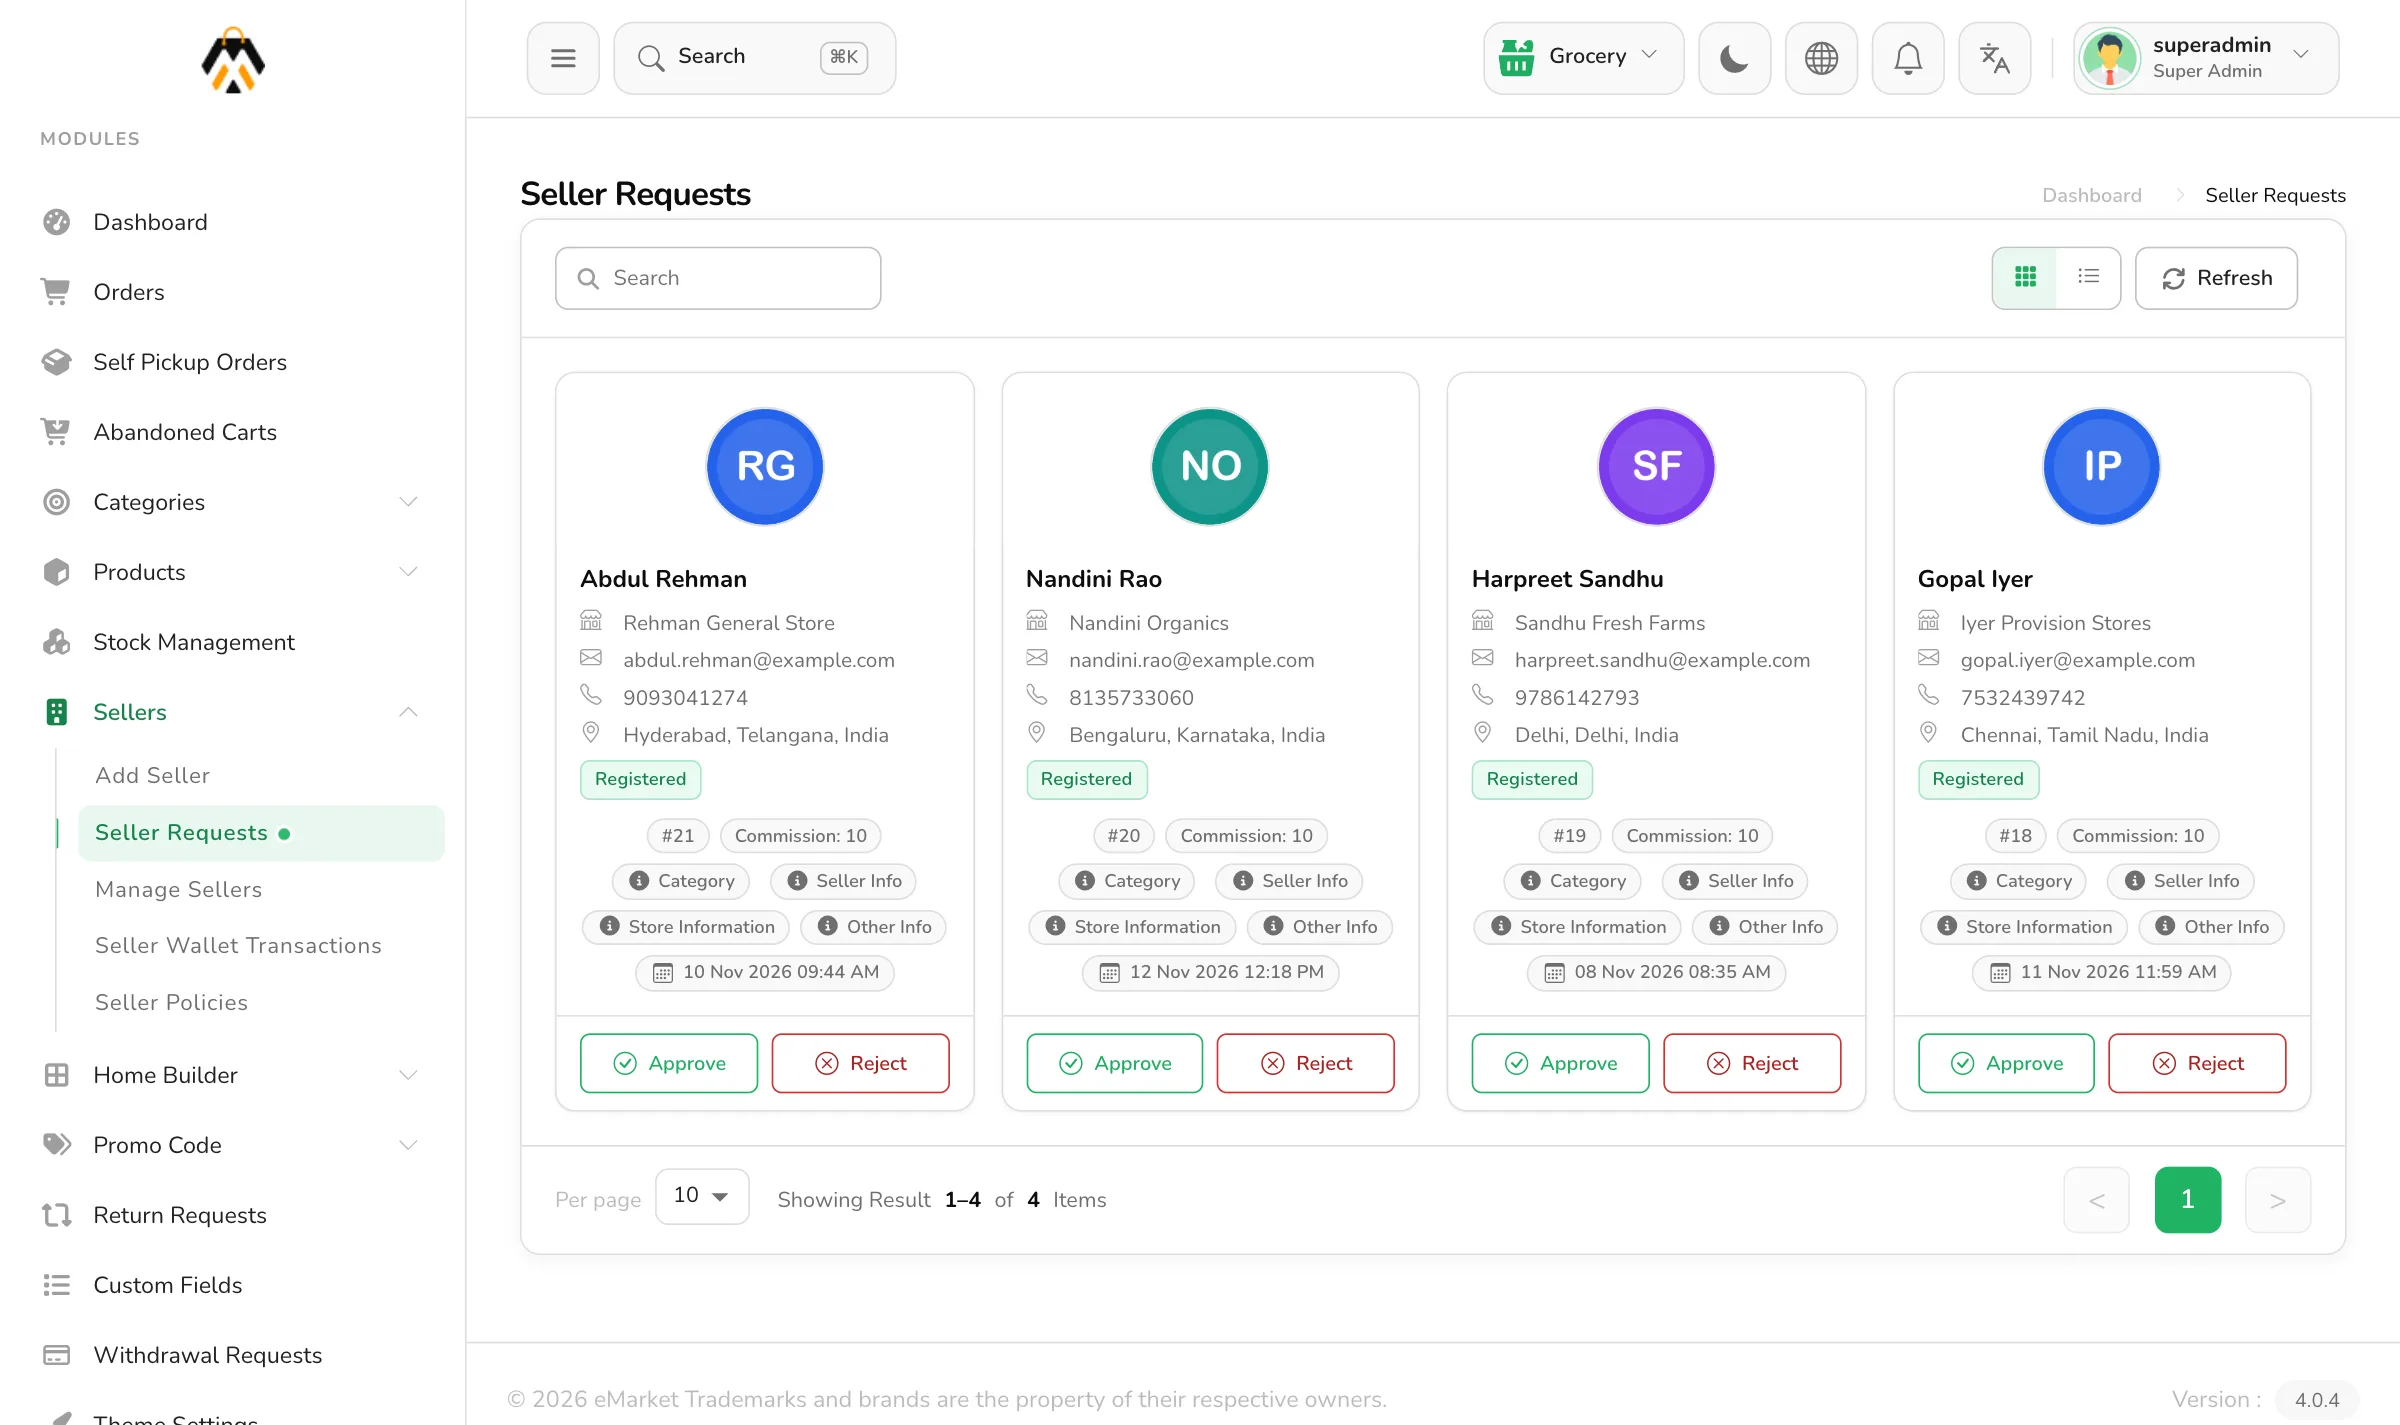 Search
⌘K
Grocery
superadmin
Super Admin
MODULES
Dashboard
Orders
Self Pickup Orders
Abandoned Carts
Categories
Products
Stock Management
Sellers
Add Seller
Seller Requests
Manage Sellers
Seller Wallet Transactions
Seller Policies
Home Builder
Promo Code
Return Requests
Custom Fields
Withdrawal Requests
Theme Settings
Seller Requests
Dashboard > Seller Requests
Search
Refresh
RG
Abdul Rehman
Rehman General Store
abdul.rehman@example.com
9093041274
Hyderabad, Telangana, India
Registered
#21 Commission: 10
Category Seller Info
Store Information Other Info
10 Nov 2026 09:44 AM
Approve Reject
NO
Nandini Rao
Nandini Organics
nandini.rao@example.com
8135733060
Bengaluru, Karnataka, India
Registered
#20 Commission: 10
Category Seller Info
Store Information Other Info
12 Nov 2026 12:18 PM
Approve Reject
SF
Harpreet Sandhu
Sandhu Fresh Farms
harpreet.sandhu@example.com
9786142793
Delhi, Delhi, India
Registered
#19 Commission: 10
Category Seller Info
Store Information Other Info
08 Nov 2026 08:35 AM
Approve Reject
IP
Gopal Iyer
Iyer Provision Stores
gopal.iyer@example.com
7532439742
Chennai, Tamil Nadu, India
Registered
#18 Commission: 10
Category Seller Info
Store Information Other Info
11 Nov 2026 11:59 AM
Approve Reject
Per page 10 Showing Result 1–4 of 4 Items
< 1 >
© 2026 eMarket Trademarks and brands are the property of their respective owners.
Version : 4.0.4